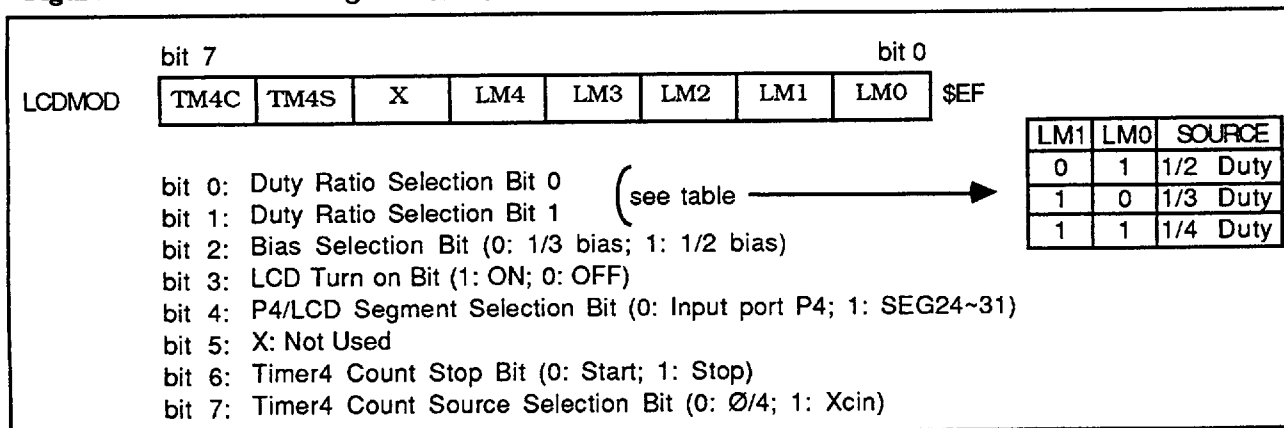 bit 7 bit 0
LCDMOD TM4C TM4S X LM4 LM3 LM2 LM1 LM0 $EF
LM1 LM0 SOURCE
0 1 1/2 Duty
1 0 1/3 Duty
1 1 1/4 Duty
bit 0: Duty Ratio Selection Bit 0
bit 1: Duty Ratio Selection Bit 1
see table
bit 2: Bias Selection Bit (0: 1/3 bias; 1: 1/2 bias)
bit 3: LCD Turn on Bit (1: ON; 0: OFF)
bit 4: P4/LCD Segment Selection Bit (0: Input port P4; 1: SEG24~31)
bit 5: X: Not Used
bit 6: Timer4 Count Stop Bit (0: Start; 1: Stop)
bit 7: Timer4 Count Source Selection Bit (0: Ø/4; 1: Xcin)